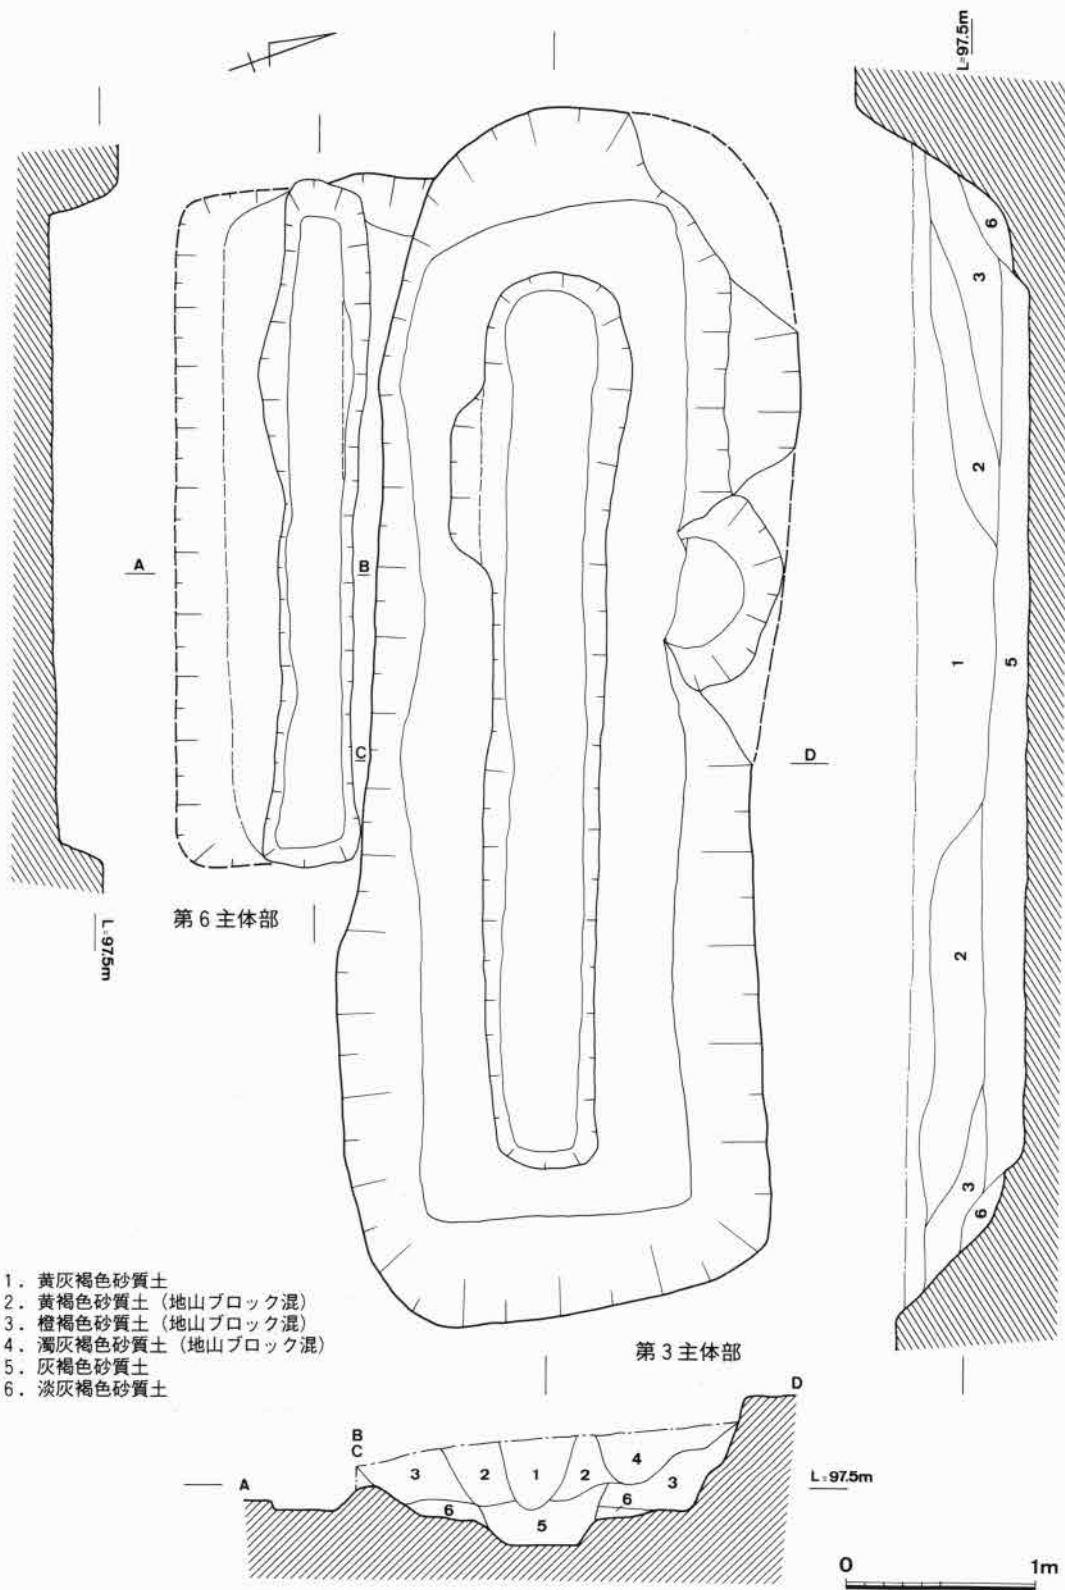 L=97.5m
6
3
2
A
B
1
5
C
D
第6主体部
L=97.5m
2
3
6
1．黄灰褐色砂質土
2．黄褐色砂質土（地山ブロック混）
3．橙褐色砂質土（地山ブロック混）
4．濁灰褐色砂質土（地山ブロック混）
5．灰褐色砂質土
6．淡灰褐色砂質土
第3主体部
D
B
C
4
3 2 1 2 3
A
L=97.5m
6 6
5
0 1m